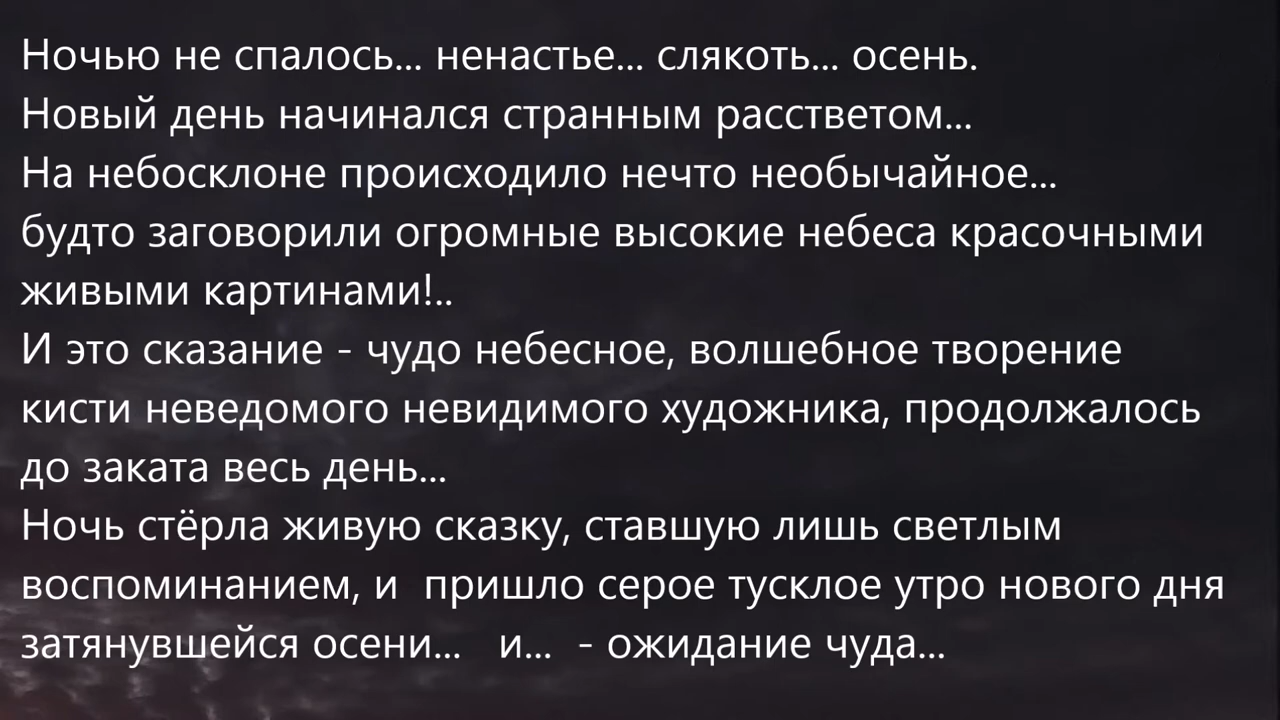 Ночью не спалось... ненастье... слякоть... осень.
Новый день начинался странным расстветом...
На небосклоне происходило нечто необычайное...
будто заговорили огромные высокие небеса красочными
живыми картинами!..
И это сказание - чудо небесное, волшебное творение
кисти неведомого невидимого художника, продолжалось
до заката весь день...
Ночь стёрла живую сказку, ставшую лишь светлым
воспоминанием, и  пришло серое тусклое утро нового дня
затянувшейся осени...   и...  - ожидание чуда...